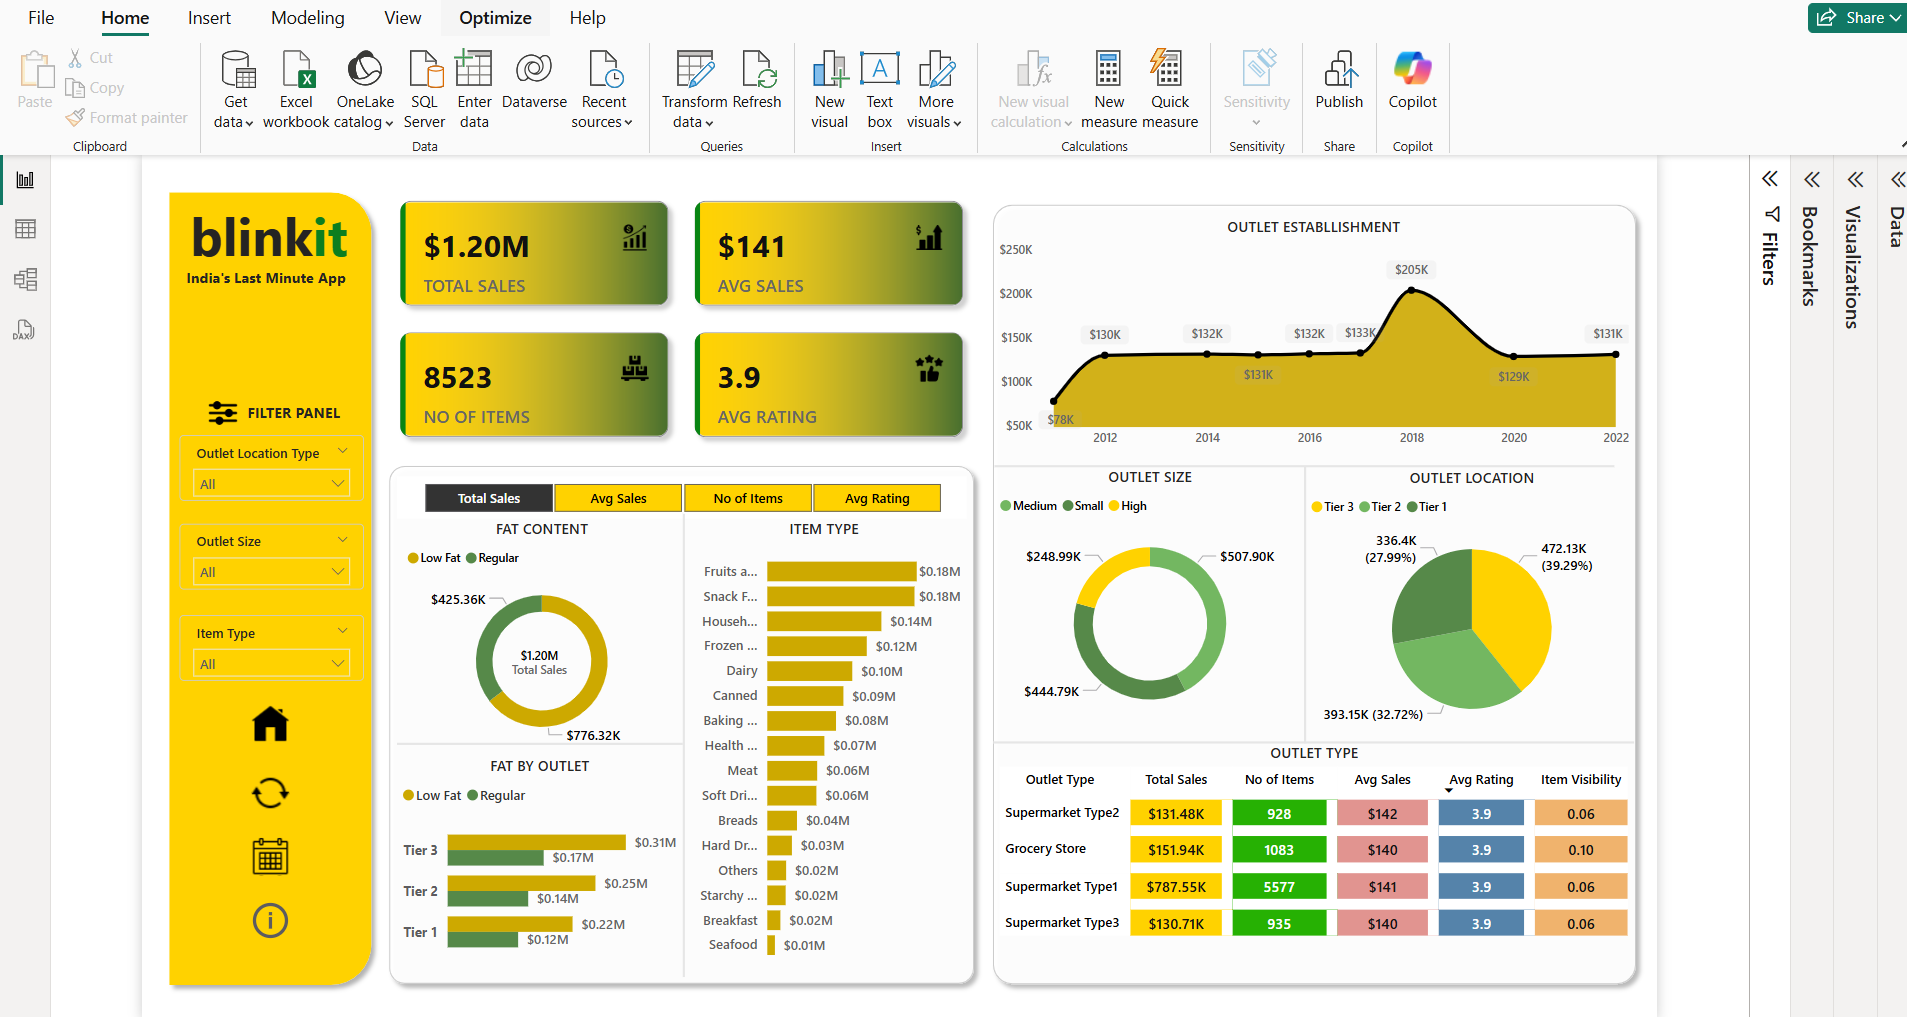 File Home Insert Modeling View Optimize Help
Share
Paste
Cut
Copy
Format painter
Clipboard
Get data
Excel workbook
OneLake catalog
SQL Server
Enter data
Dataverse
Recent sources
Data
Transform data
Refresh
Queries
New visual
Text box
More visuals
Insert
New visual calculation
New measure
Quick measure
Calculations
Sensitivity
Sensitivity
Publish
Share
Copilot
Copilot
DAX
Filters
Bookmarks
Visualizations
Data
blinkit
India's Last Minute App
FILTER PANEL
Outlet Location Type
All
Outlet Size
All
Item Type
All
$1.20M
TOTAL SALES
$141
AVG SALES
8523
NO OF ITEMS
3.9
AVG RATING
Total Sales Avg Sales No of Items Avg Rating
FAT CONTENT
Low Fat Regular
$425.36K
$1.20M
Total Sales
$776.32K
FAT BY OUTLET
Low Fat Regular
Tier 3 $0.31M
$0.17M
Tier 2 $0.25M
$0.14M
Tier 1 $0.22M
$0.12M
ITEM TYPE
Fruits a... $0.18M
Snack F... $0.18M
Househ... $0.14M
Frozen ... $0.12M
Dairy $0.10M
Canned $0.09M
Baking ... $0.08M
Health ... $0.07M
Meat $0.06M
Soft Dri... $0.06M
Breads $0.04M
Hard Dr... $0.03M
Others $0.02M
Starchy ... $0.02M
Breakfast $0.02M
Seafood $0.01M
OUTLET ESTABLLISHMENT
$250K
$200K
$150K
$100K
$50K
$78K
$130K
$132K
$131K
$132K
$133K
$205K
$129K
$131K
2012 2014 2016 2018 2020 2022
OUTLET SIZE
Medium Small High
$248.99K
$507.90K
$444.79K
OUTLET LOCATION
Tier 3 Tier 2 Tier 1
336.4K
(27.99%)
472.13K
(39.29%)
393.15K (32.72%)
OUTLET TYPE
Outlet Type Total Sales No of Items Avg Sales Avg Rating Item Visibility
Supermarket Type2 $131.48K 928 $142 3.9 0.06
Grocery Store $151.94K 1083 $140 3.9 0.10
Supermarket Type1 $787.55K 5577 $141 3.9 0.06
Supermarket Type3 $130.71K 935 $140 3.9 0.06